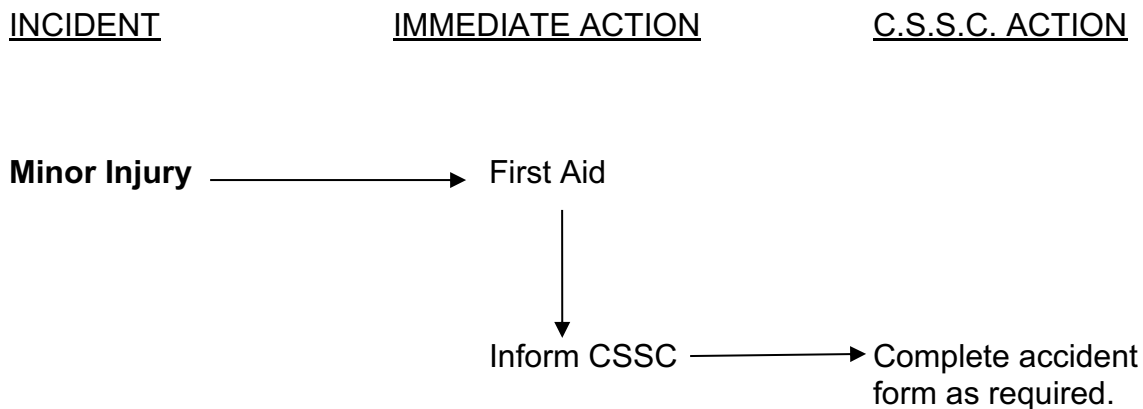 INCIDENT IMMEDIATE ACTION C.S.S.C. ACTION
Minor Injury First Aid
Inform CSSC Complete accident
form as required.